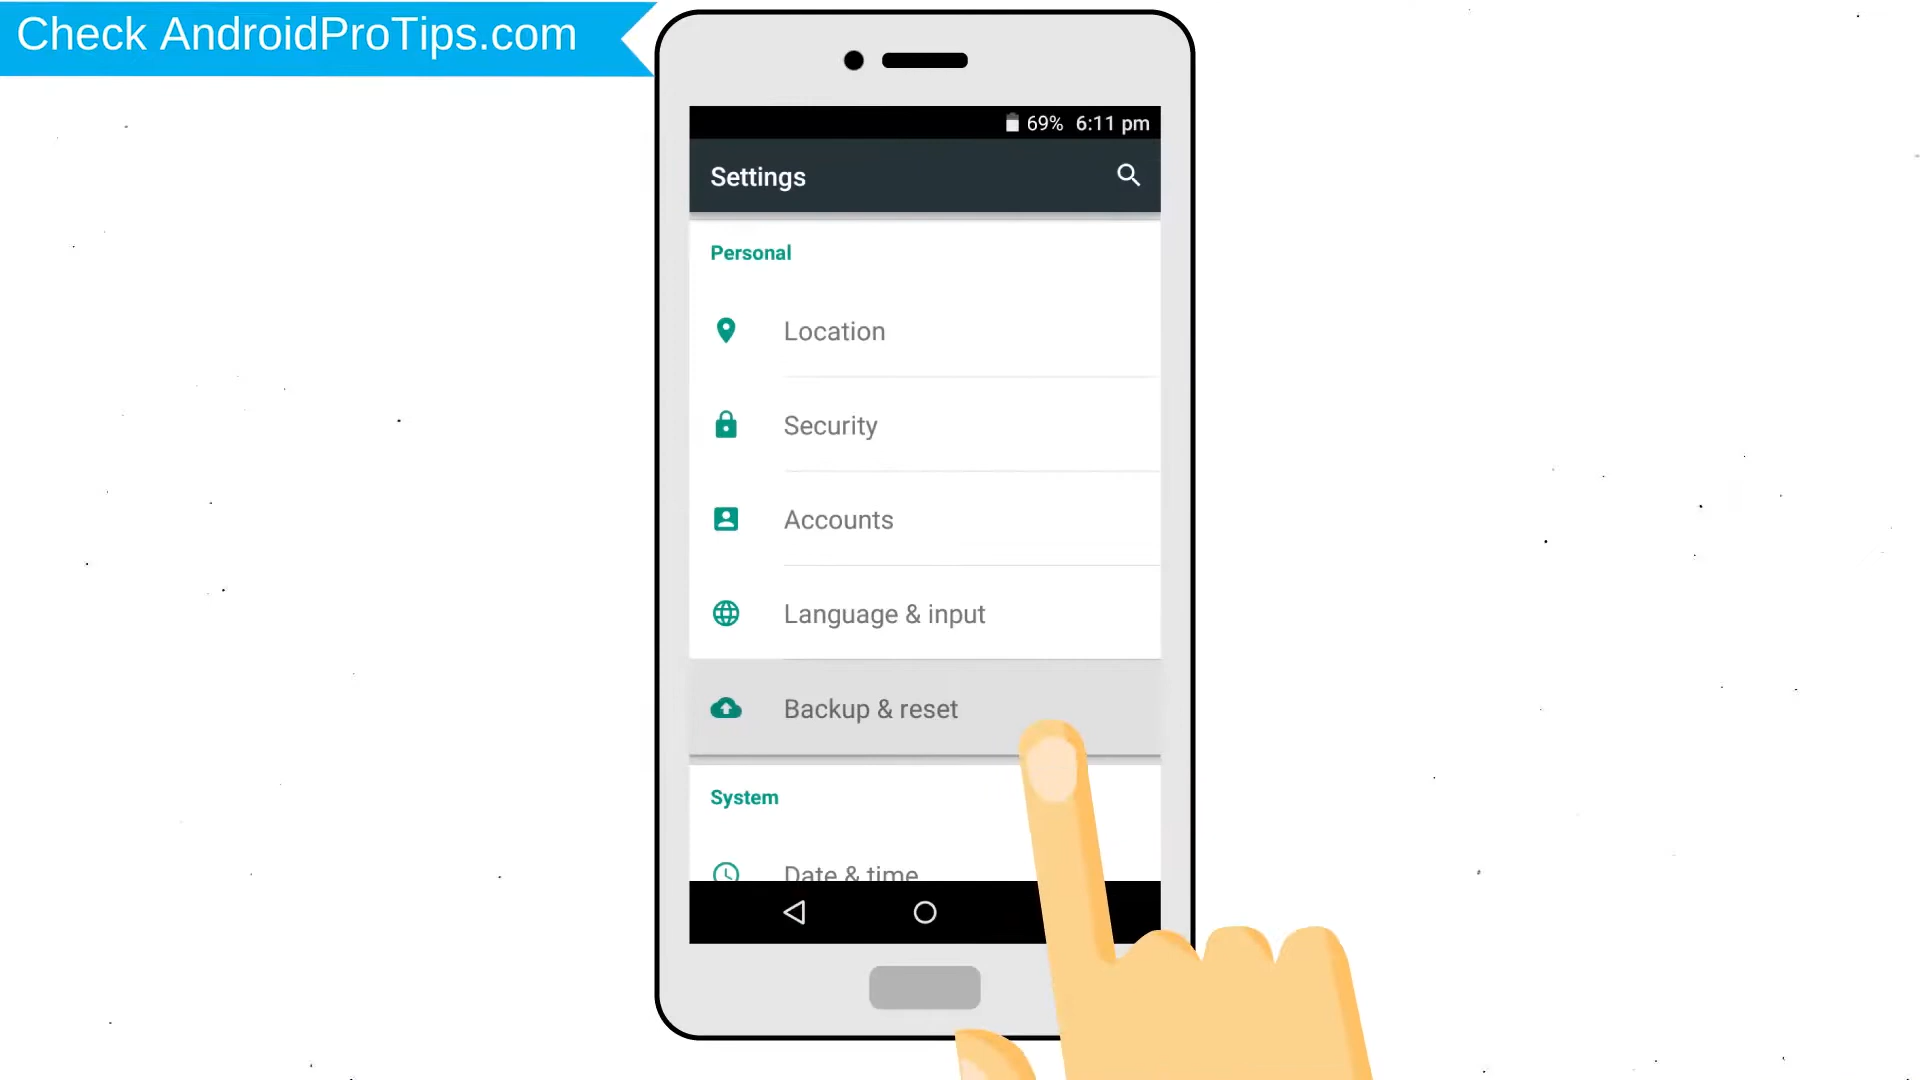 Check AndroidProTips.com
69% 6:11 pm
Settings
Personal
Location
Security
Accounts
Language & input
Backup & reset
System
Date & time